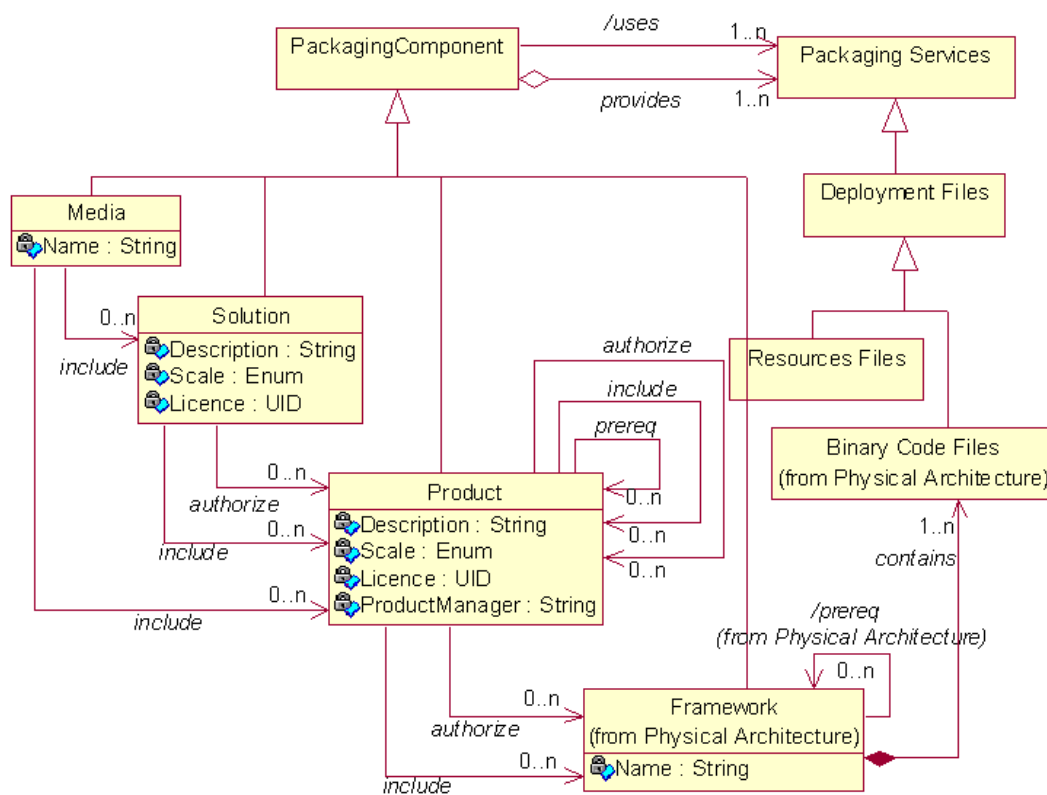 /uses
PackagingComponent
1..n
Packaging Services
provides
1..n
Deployment Files
Media
Name : String
0..n
include
Solution
Description : String
Scale : Enum
Licence : UID
authorize
include
prereq
Resources Files
Binary Code Files
(from Physical Architecture)
0..n
authorize
0..n
include
0..n
include
Product
Description : String
Scale : Enum
Licence : UID
ProductManager : String
0..n
0..n
0..n
1..n
contains
/prereq
(from Physical Architecture)
0..n
0..n
authorize
0..n
include
Framework
(from Physical Architecture)
Name : String